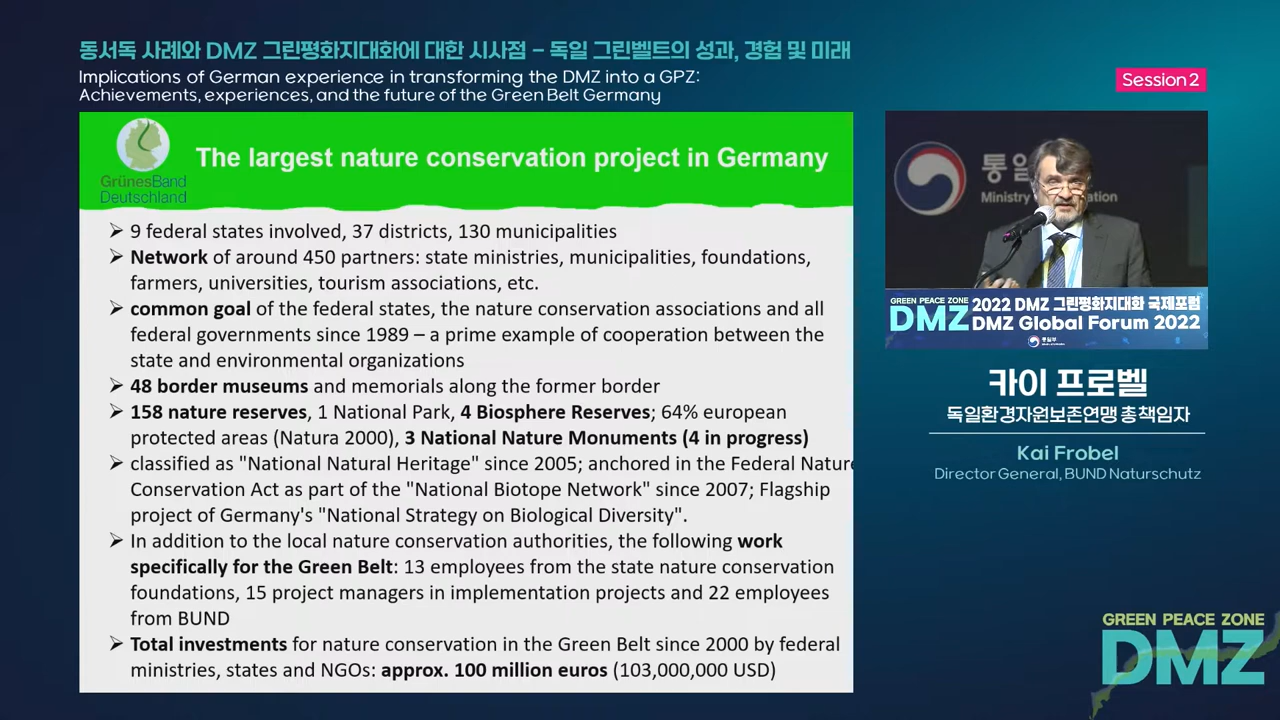 동서독 사례와 DMZ 그린평화지대화에 대한 시사점 – 독일 그린벨트의 성과, 경험 및 미래
Implications of German experience in transforming the DMZ into a GPZ:
Achievements, experiences, and the future of the Green Belt Germany
Session 2
GrünesBand
Deutschland
The largest nature conservation project in Germany
➢ 9 federal states involved, 37 districts, 130 municipalities
➢ Network of around 450 partners: state ministries, municipalities, foundations,
farmers, universities, tourism associations, etc.
➢ common goal of the federal states, the nature conservation associations and all
federal governments since 1989 – a prime example of cooperation between the
state and environmental organizations
➢ 48 border museums and memorials along the former border
➢ 158 nature reserves, 1 National Park, 4 Biosphere Reserves; 64% european
protected areas (Natura 2000), 3 National Nature Monuments (4 in progress)
➢ classified as "National Natural Heritage" since 2005; anchored in the Federal Nature
Conservation Act as part of the "National Biotope Network" since 2007; Flagship
project of Germany's "National Strategy on Biological Diversity".
➢ In addition to the local nature conservation authorities, the following work
specifically for the Green Belt: 13 employees from the state nature conservation
foundations, 15 project managers in implementation projects and 22 employees
from BUND
➢ Total investments for nature conservation in the Green Belt since 2000 by federal
ministries, states and NGOs: approx. 100 million euros (103,000,000 USD)
통일
Ministry
GREEN PEACE ZONE
DMZ
2022 DMZ 그린평화지대화 국제포럼
DMZ Global Forum 2022
통일부
카이 프로벨
독일환경자원보존연맹 총책임자
Kai Frobel
Director General, BUND Naturschutz
GREEN PEACE ZONE
DMZ